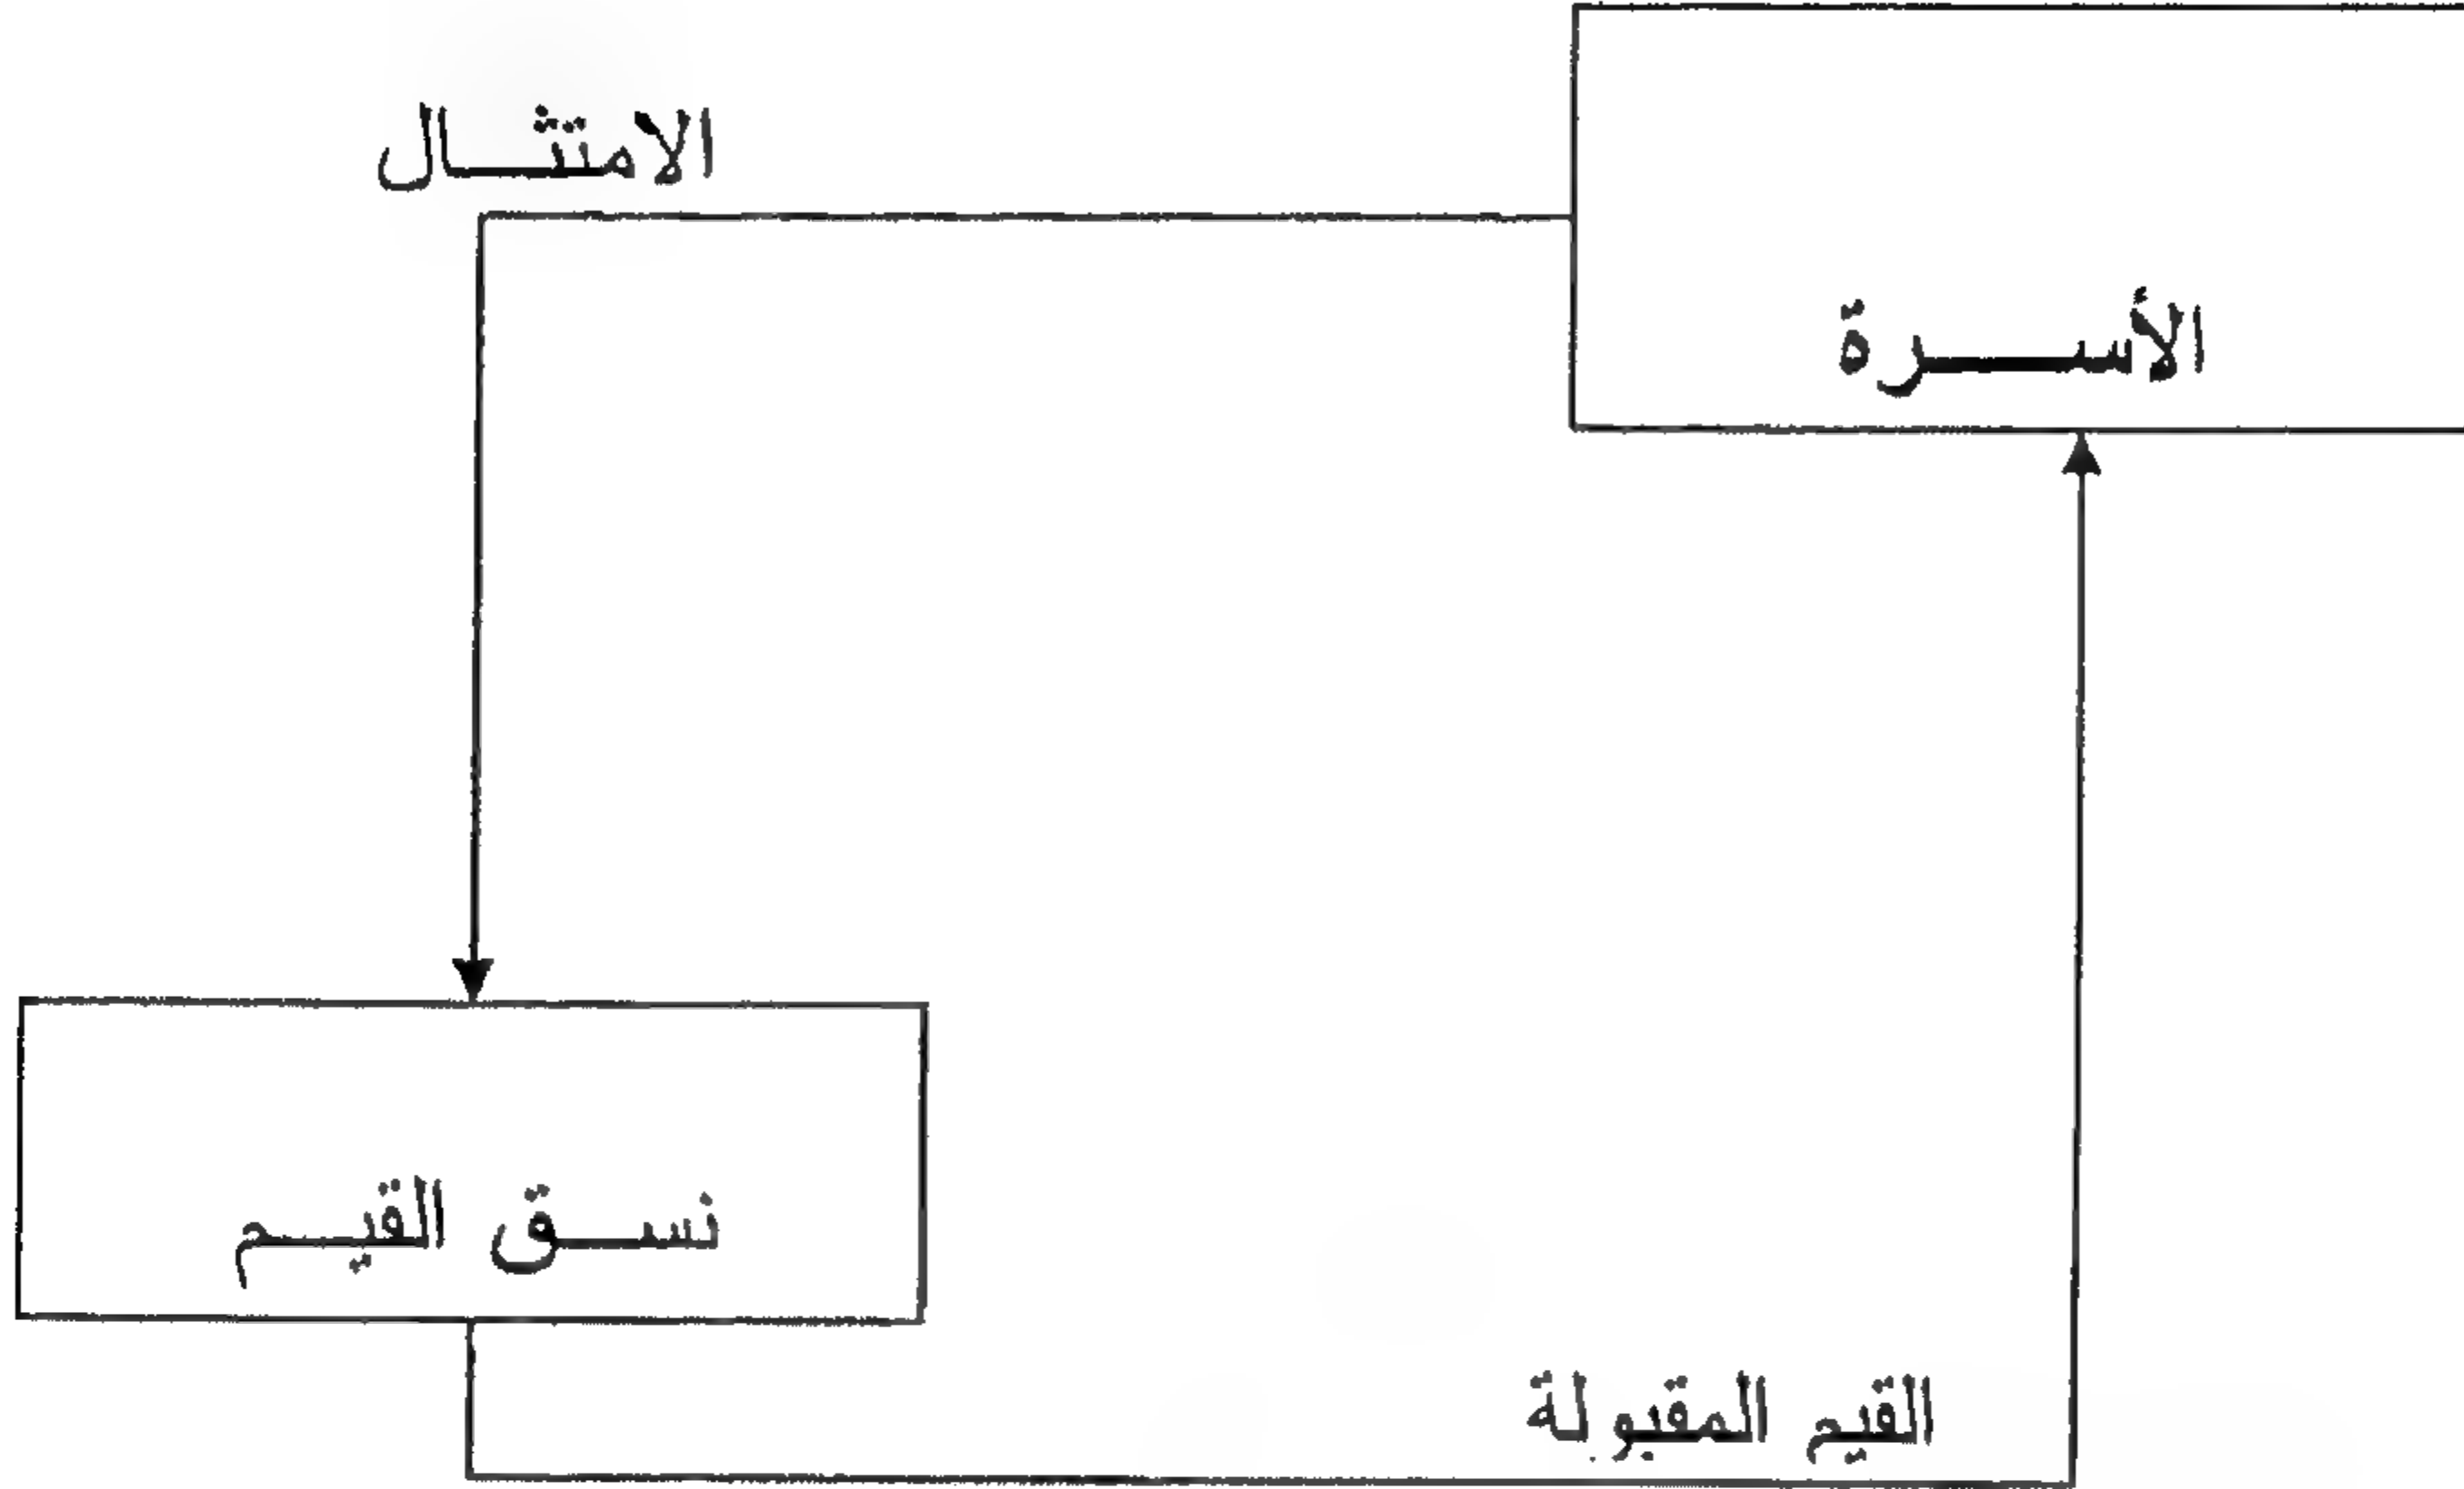 الامتثال
الأسرة
نسق القيم
القيم المقبولة